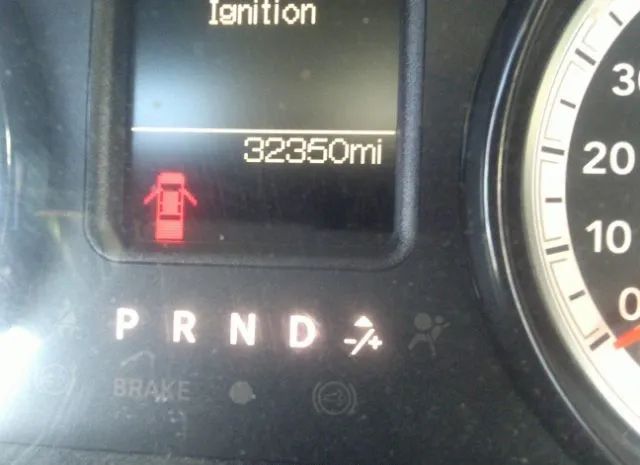 Ignition
32350mi
30
20
10
0
P R N D -/+
BRAKE